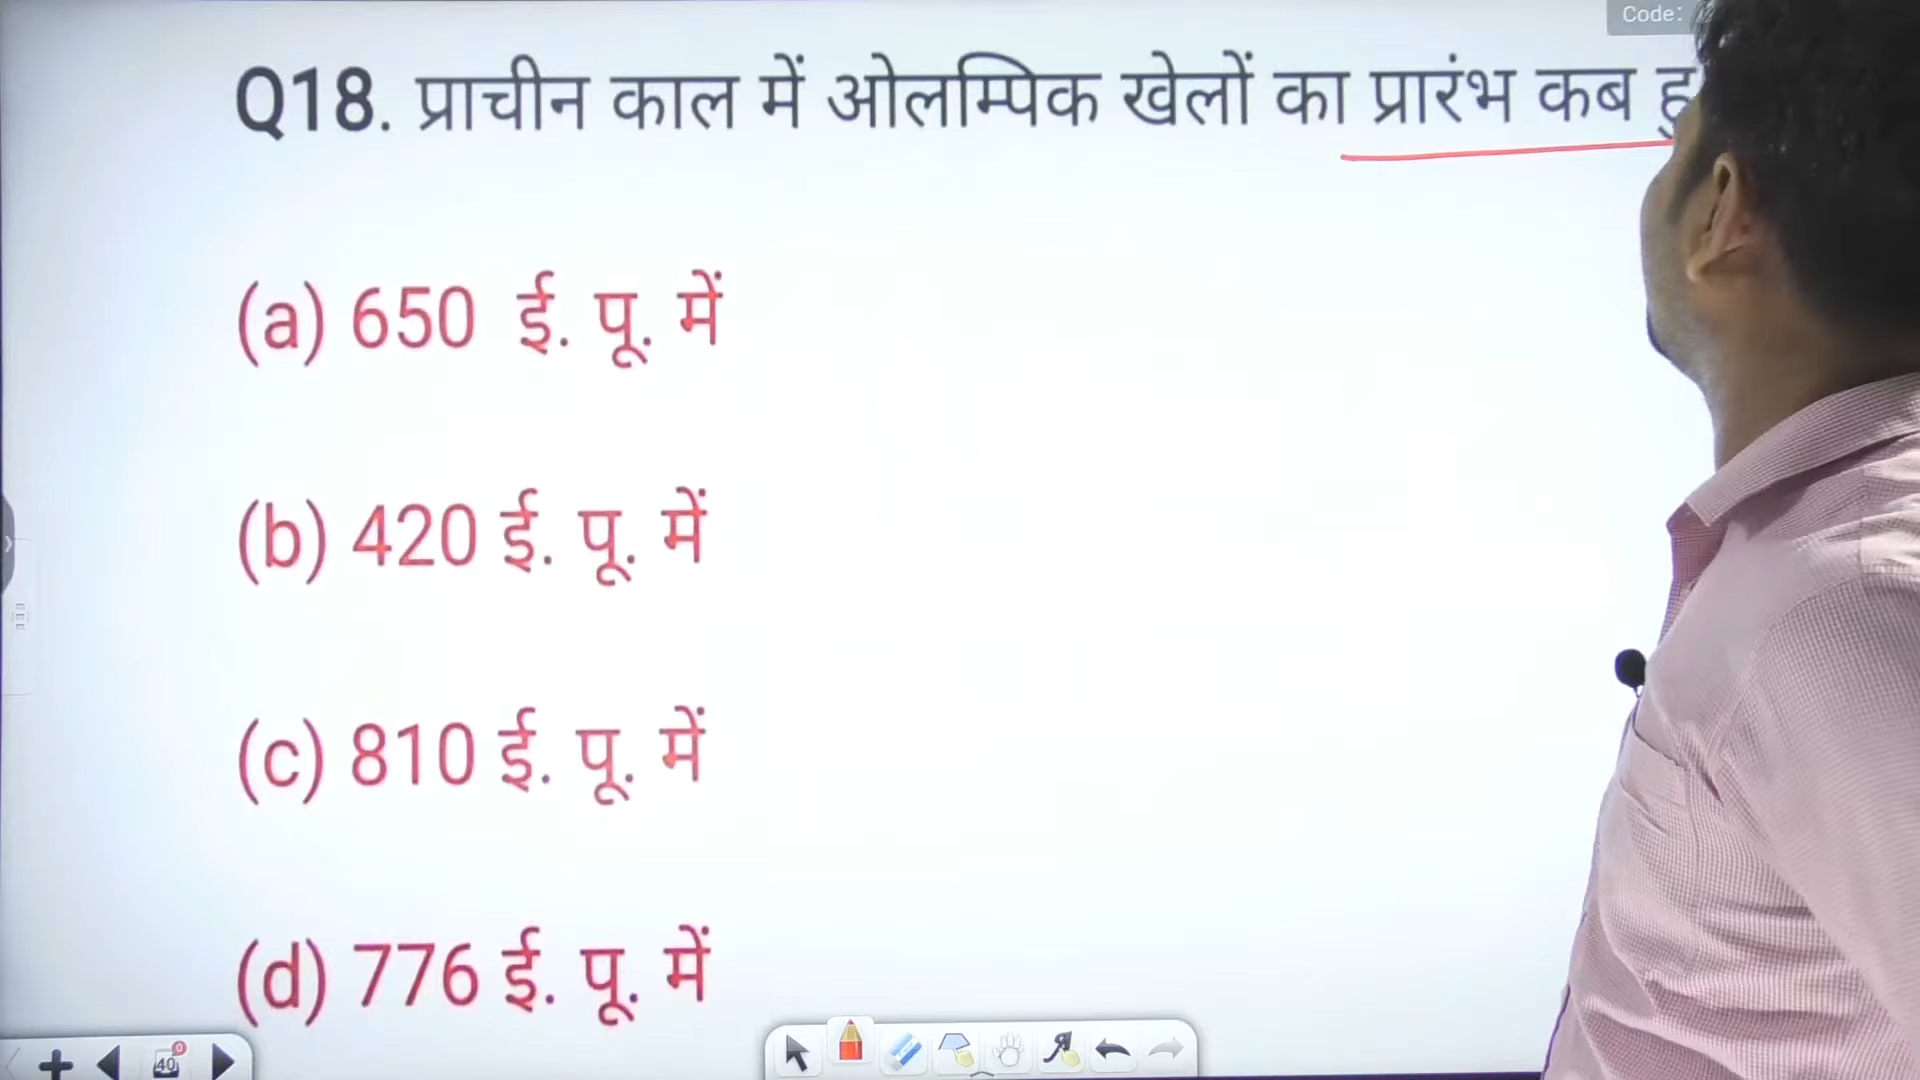 Code:
Q18. प्राचीन काल में ओलम्पिक खेलों का प्रारंभ कब
(a) 650 ई. पू. में
(b) 420 ई. पू. में
(c) 810 ई. पू. में
(d) 776 ई. पू. में
40